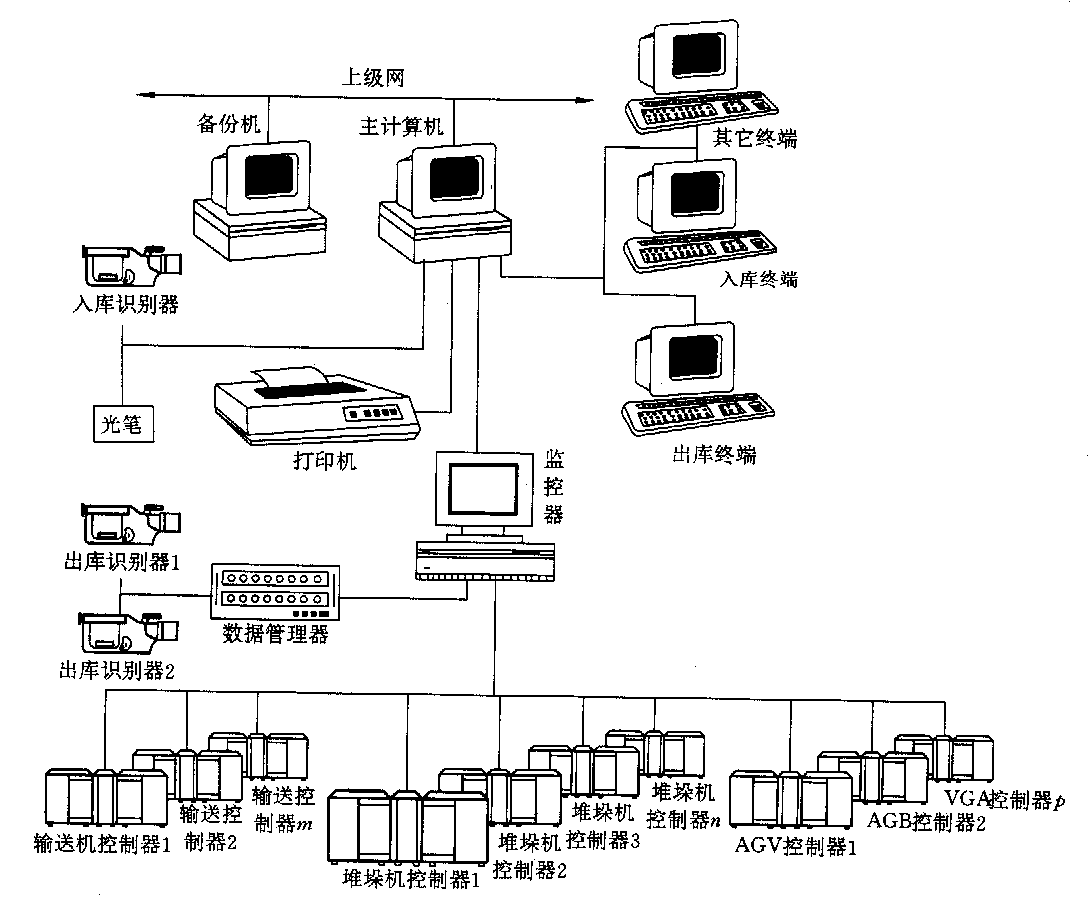 上级网
备份机
主计算机
其它终端
入库识别器
入库终端
光笔
打印机
出库终端
监
控
器
出库识别器1
数据管理器
出库识别器2
输送机控制器1
输送控
制器2
输送控
制器m
堆垛机控制器1
堆垛机
控制器2
堆垛机
控制器3
堆垛机
控制器n
AGV控制器1
AGB控制器2
VGA控制器p